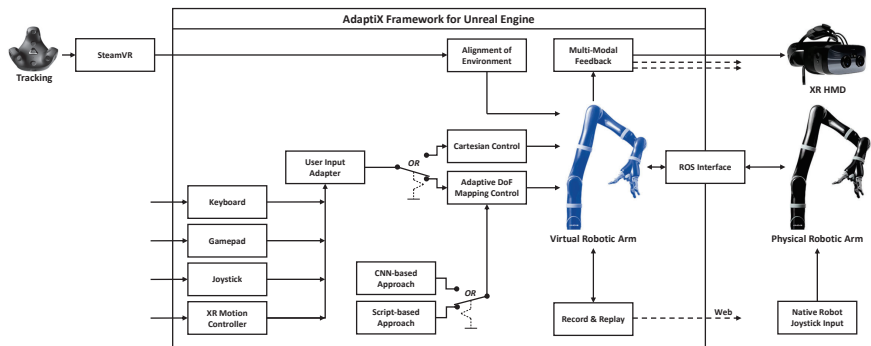 AdaptiX Framework for Unreal Engine
Tracking
SteamVR
Alignment of
Environment
Multi-Modal
Feedback
XR HMD
User Input
Adapter
OR
Cartesian Control
Adaptive DoF
Mapping Control
ROS Interface
Keyboard
Gamepad
Joystick
XR Motion
Controller
Virtual Robotic Arm
Physical Robotic Arm
CNN-based
Approach
OR
Script-based
Approach
Record & Replay
Web
Native Robot
Joystick Input